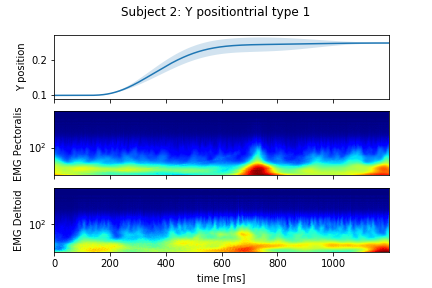 Subject 2: Y positiontrial type 1
Y position
0.2
0.1
EMG Pectoralis
10²
EMG Deltoid
10²
0 200 400 600 800 1000
time [ms]